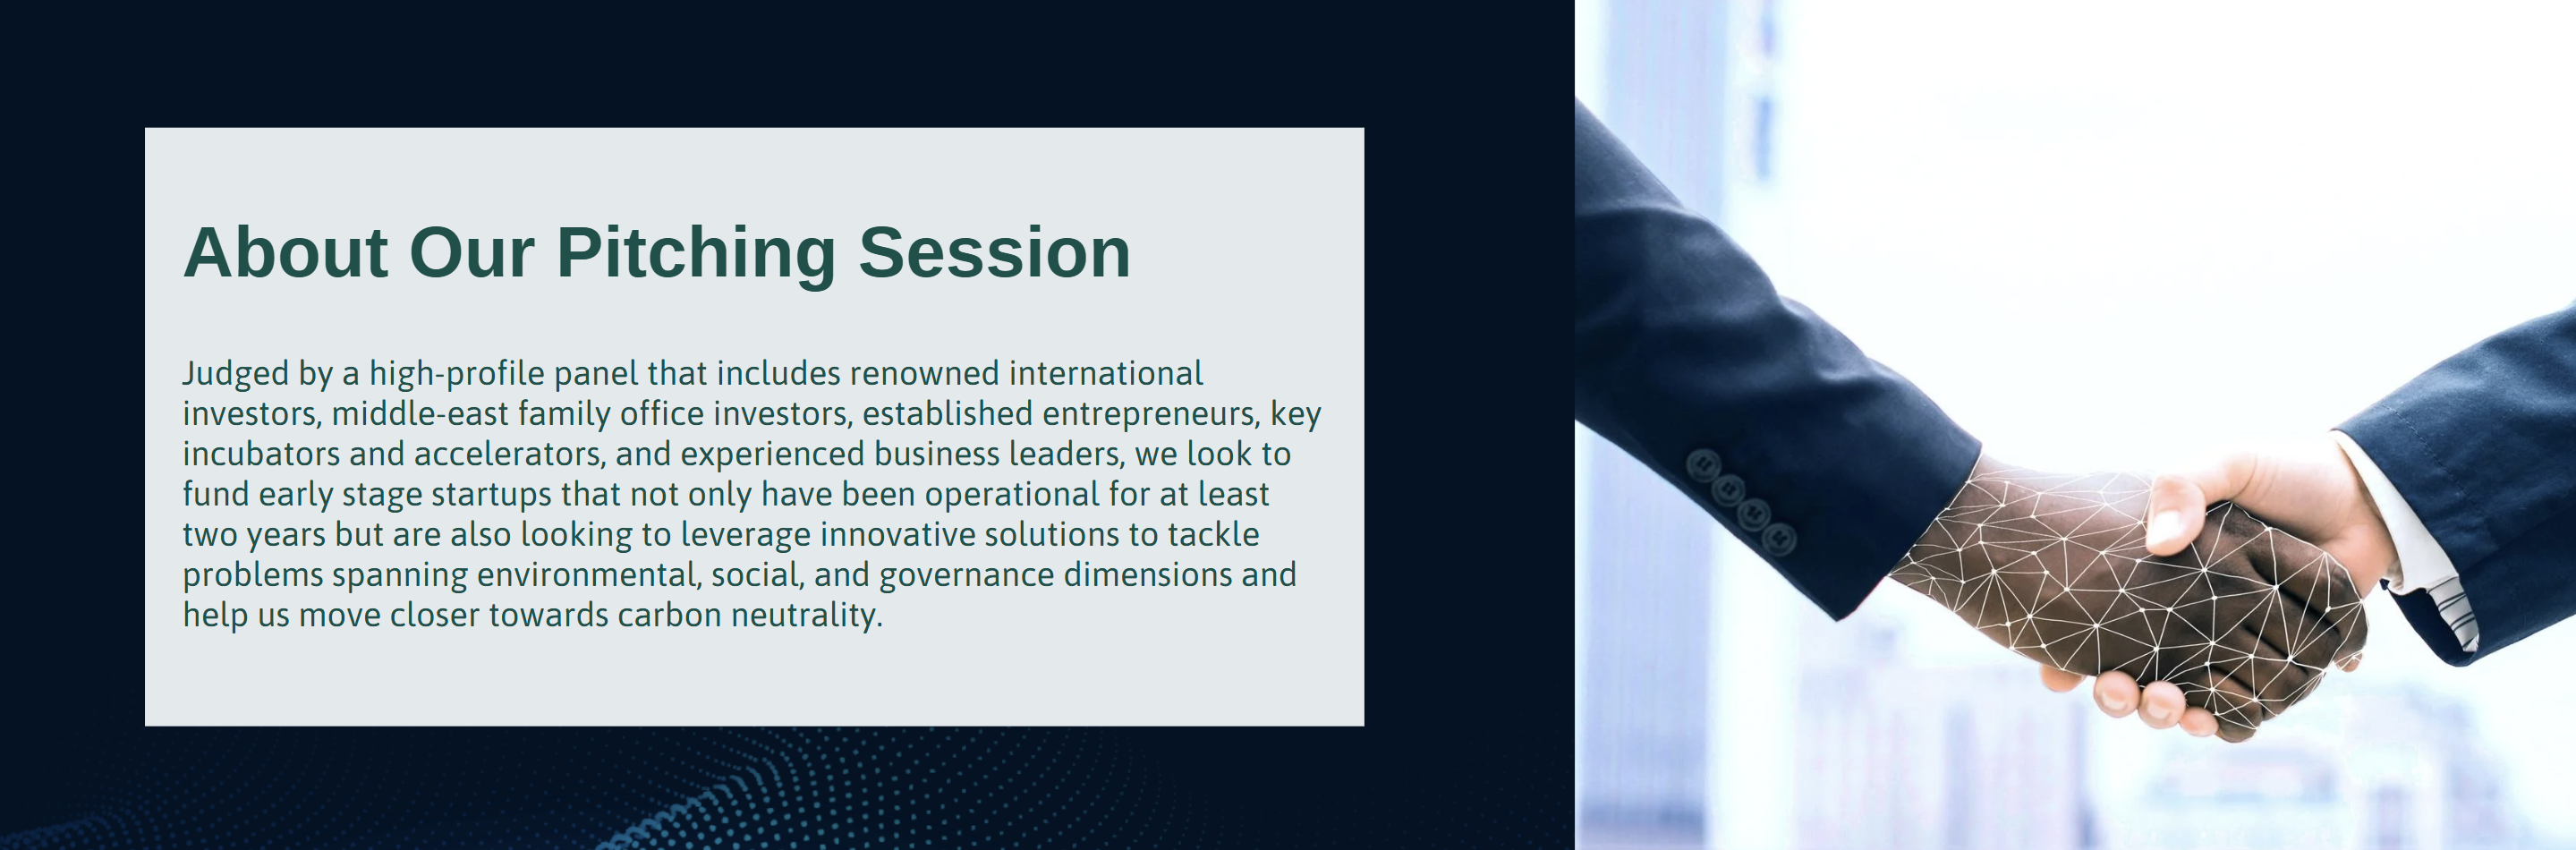 About Our Pitching Session
Judged by a high-profile panel that includes renowned international
investors, middle-east family office investors, established entrepreneurs, key
incubators and accelerators, and experienced business leaders, we look to
fund early stage startups that not only have been operational for at least
two years but are also looking to leverage innovative solutions to tackle
problems spanning environmental, social, and governance dimensions and
help us move closer towards carbon neutrality.